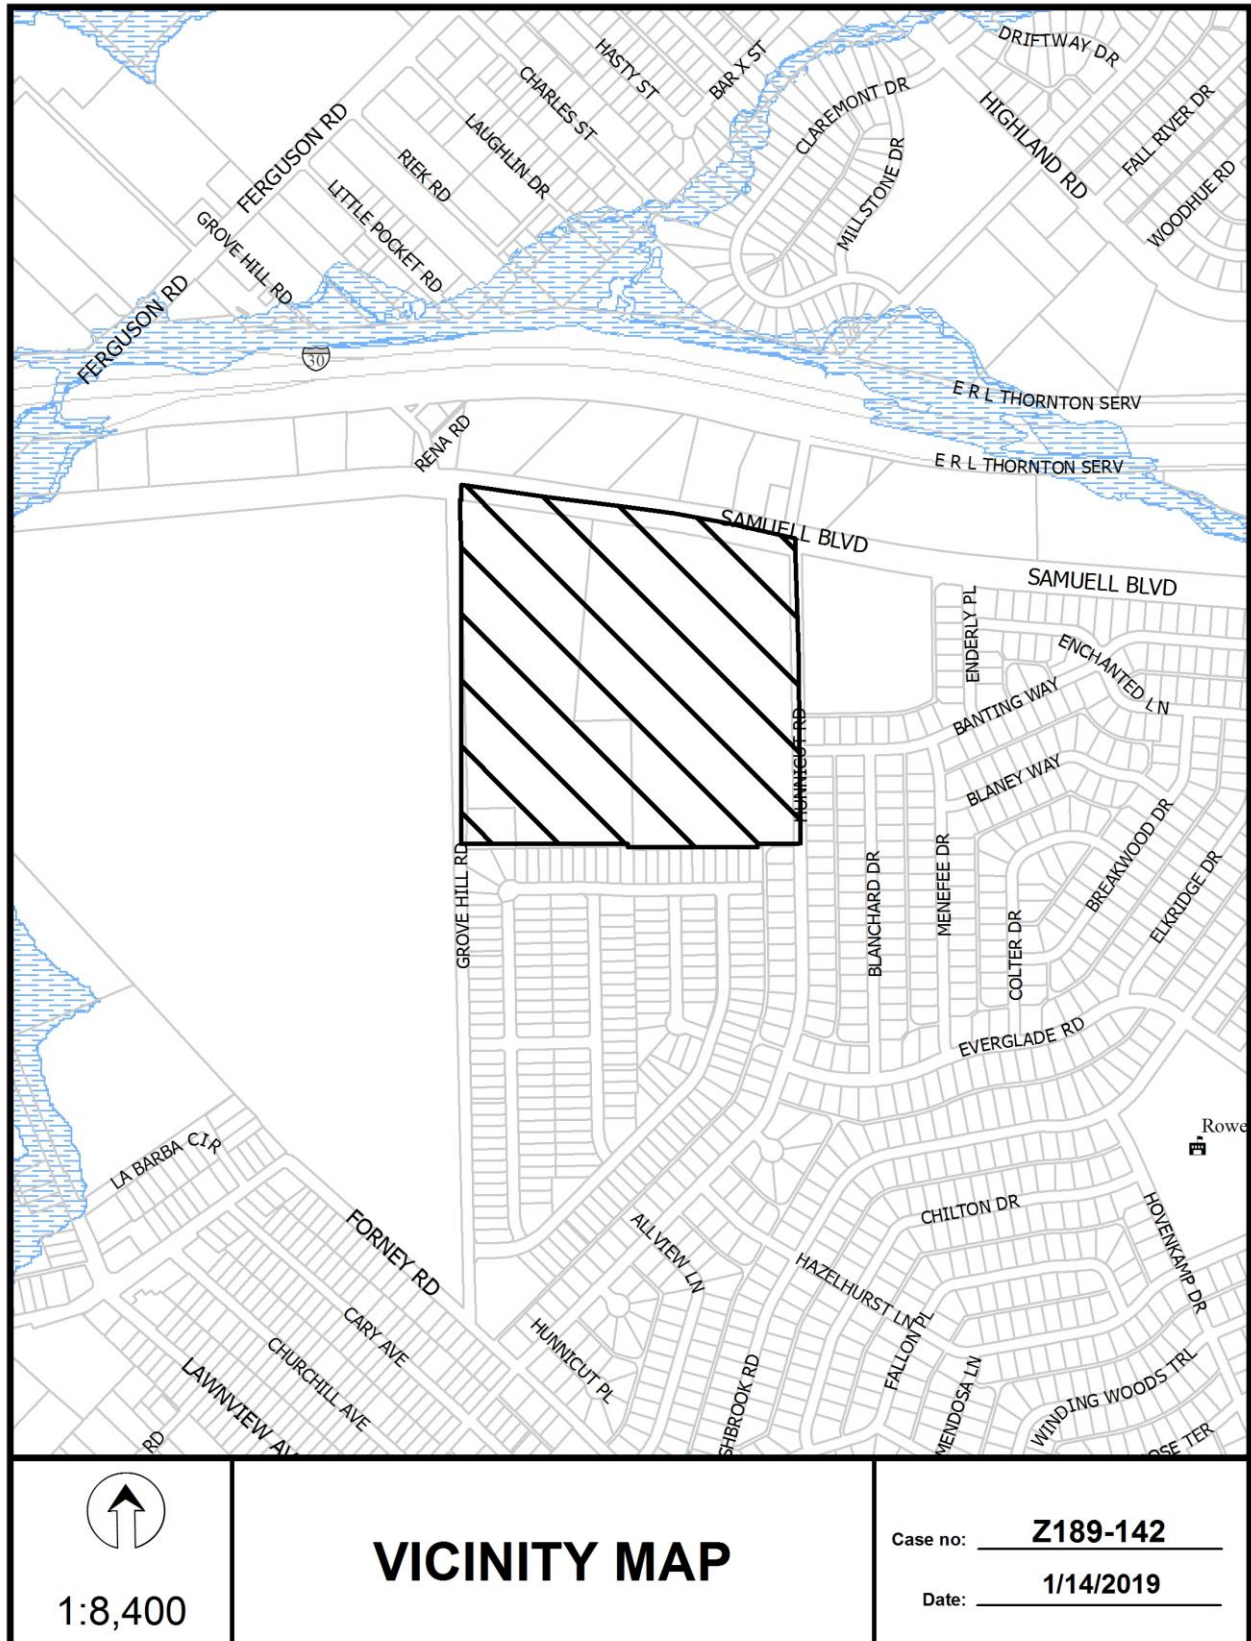 DRIFTWAY DR
HASTY ST
BAR X ST
CHARLES ST
CLAREMONT DR
HIGHLAND RD
FALL RIVER DR
FERGUSON RD
LAUGHLIN DR
RIEK RD
MILLSTONE DR
WOODHUE RD
LITTLE POCKET RD
GROVE HILL RD
FERGUSON RD
30
E R L THORNTON SERV
RENA RD
E R L THORNTON SERV
SAMUELL BLVD
SAMUELL BLVD
ENDERLY PL
ENCHANTED LN
BANTING WAY
HUNNICUT RD
BLANEY WAY
BREAKWOOD DR
GROVE HILL RD
BLANCHARD DR
MENEFEE DR
ELKRIDGE DR
COLTER DR
EVERGLADE RD
Rowe
LA BARBA CIR
CHILTON DR
HOVENKAMP DR
FORNEY RD
ALLVIEW LN
HAZELHURST LN
CARY AVE
HUNNICUT PL
FALLON PL
CHURCHILL AVE
LAWNVIEW AV
SHBROOK RD
MENDOSA LN
WINDING WOODS TRL
RD
OSE TER
1:8,400
VICINITY MAP
Case no: Z189-142
Date: 1/14/2019